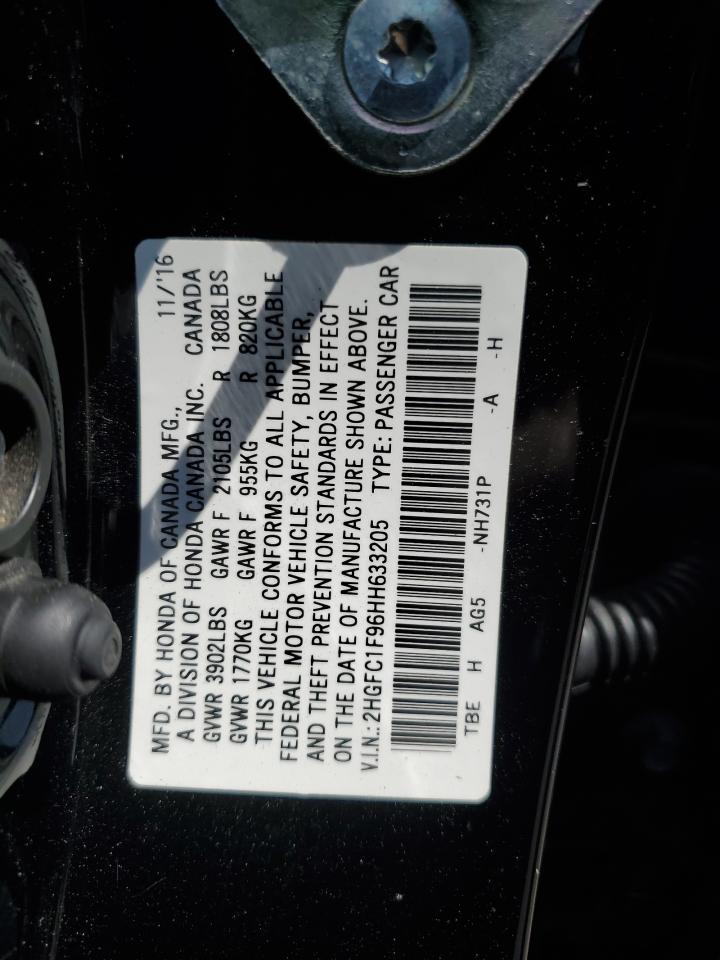 MFD. BY HONDA OF CANADA MFG., 11/'16
A DIVISION OF HONDA CANADA INC. CANADA
GVWR 3902LBS GAWR F 2105LBS R 1808LBS
GVWR 1770KG GAWR F 955KG R 820KG
THIS VEHICLE CONFORMS TO ALL APPLICABLE
FEDERAL MOTOR VEHICLE SAFETY, BUMPER,
AND THEFT PREVENTION STANDARDS IN EFFECT
ON THE DATE OF MANUFACTURE SHOWN ABOVE.
V.I.N.: 2HGFC1F96HH633205 TYPE: PASSENGER CAR
TBE H AG5 -NH731P -A -H